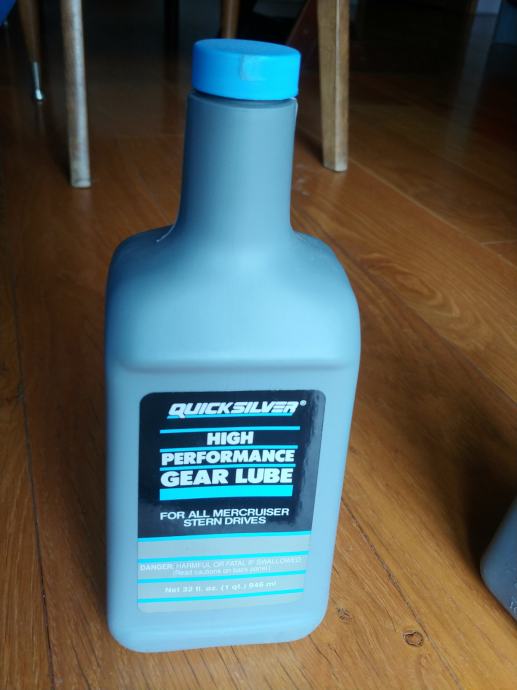 QUICKSILVER®
HIGH
PERFORMANCE
GEAR LUBE
FOR ALL MERCRUISER
STERN DRIVES
DANGER: HARMFUL OR FATAL IF SWALLOWED
(Read cautions on back panel)
Net 32 fl. oz. (1 qt.) 946 ml